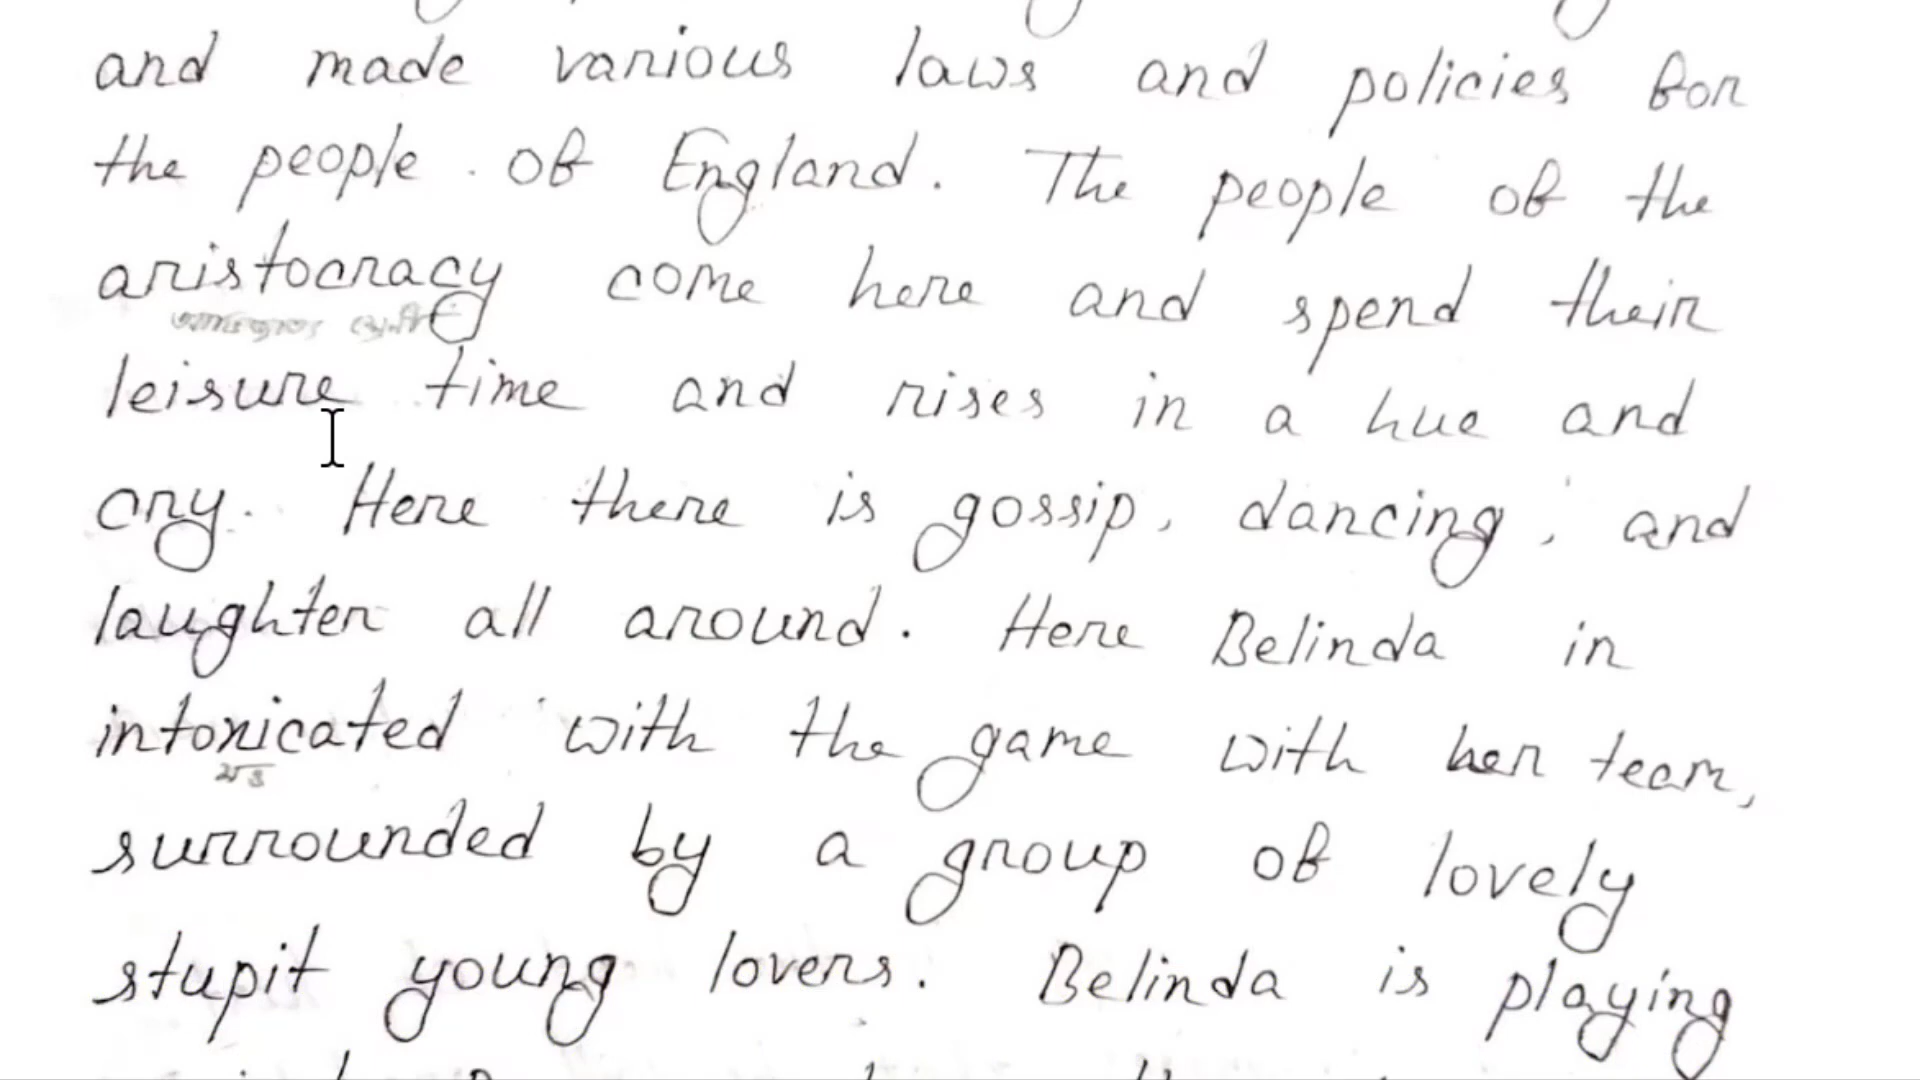 and made various laws and policies for
the people of England. The people of the
aristocracy come here and spend their
leisure time and rises in a hue and
cry. Here there is gossip, dancing, and
laughter all around. Here Belinda in
intoxicated with the game with her team,
surrounded by a group of lovely
stupit young lovers. Belinda is playing